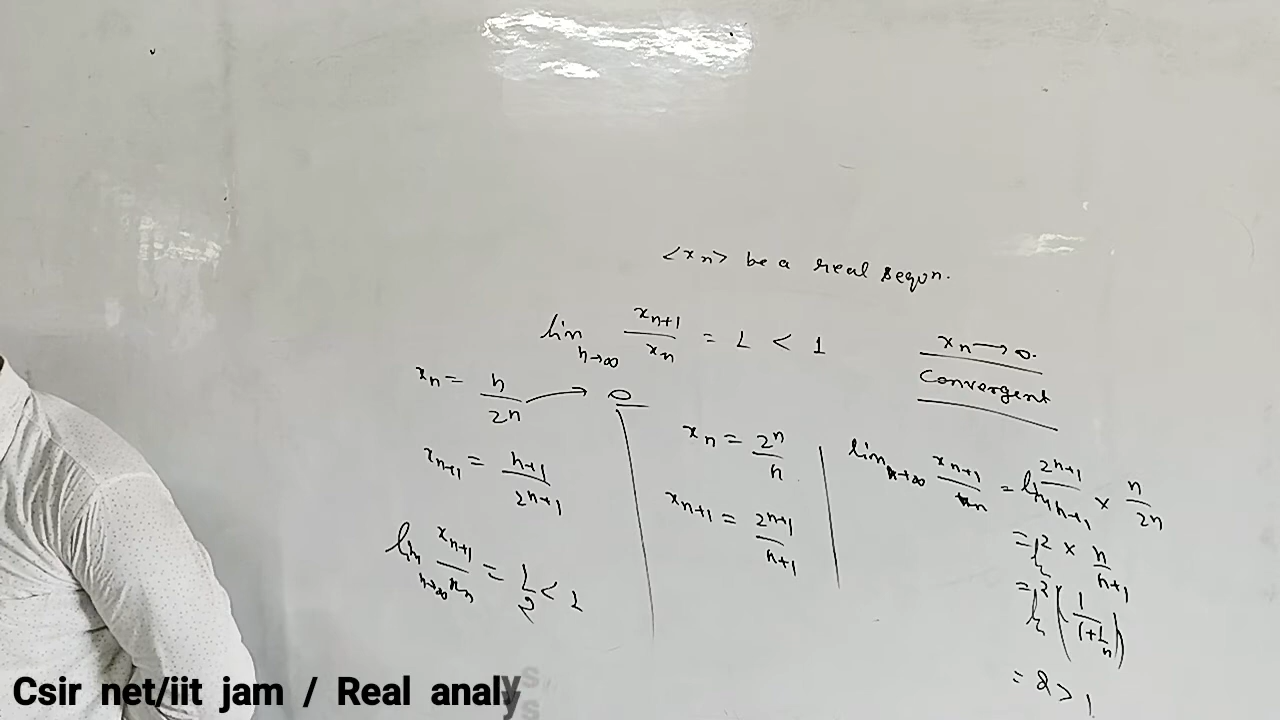 <xn> be a real seqⁿ.
lim n→∞ xn+1/xn = L < 1
xn → 0.
Convergent
xn = n/2ⁿ → 0
xn+1 = n+1/2ⁿ⁺¹
lim n→∞ xn+1/xn = 1/2 < 1
xn = 2ⁿ/n
xn+1 = 2ⁿ⁺¹/n+1
lim n→∞ xn+1/xn = lim 2ⁿ⁺¹/n+1 × n/2ⁿ
= lim 2 × n/n+1
= lim 2 × (1/1+1/n)
= 2 > 1
Csir net/iit jam / Real analys